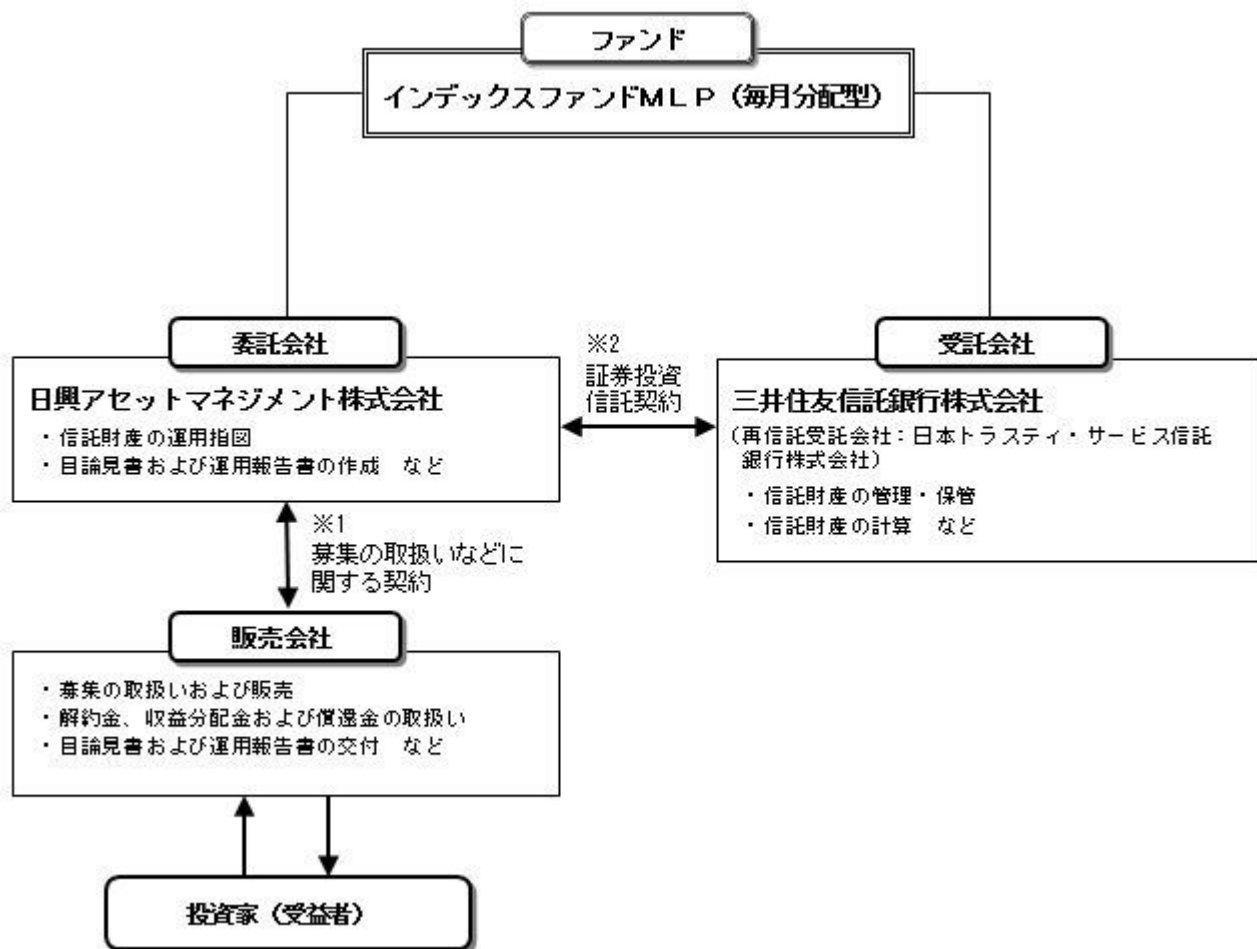 ファンド
インデックスファンドMLP（毎月分配型）
委託会社
日興アセットマネジメント株式会社
・信託財産の運用指図
・目論見書および運用報告書の作成　など
※2
証券投資
信託契約
受託会社
三井住友信託銀行株式会社
（再信託受託会社：日本トラスティ・サービス信託
銀行株式会社）
・信託財産の管理・保管
・信託財産の計算　など
※1
募集の取扱いなどに
関する契約
販売会社
・募集の取扱いおよび販売
・解約金、収益分配金および償還金の取扱い
・目論見書および運用報告書の交付　など
投資家（受益者）